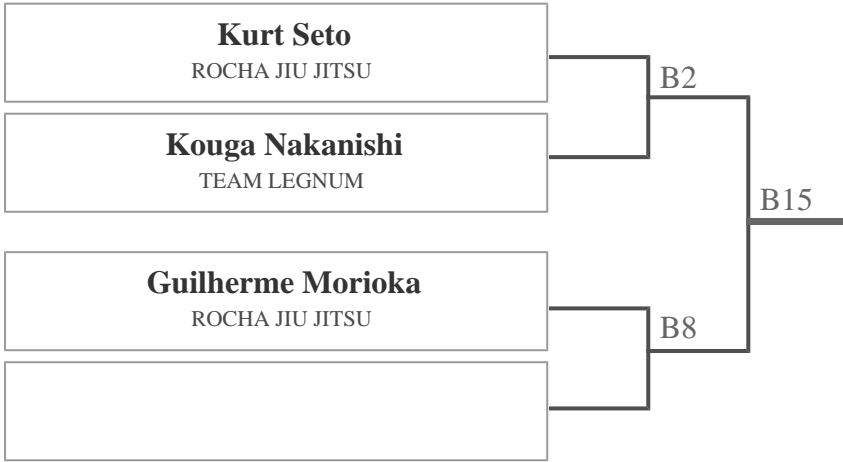 Kurt Seto
ROCHA JIU JITSU
B2
Kouga Nakanishi
TEAM LEGNUM
B15
Guilherme Morioka
ROCHA JIU JITSU
B8